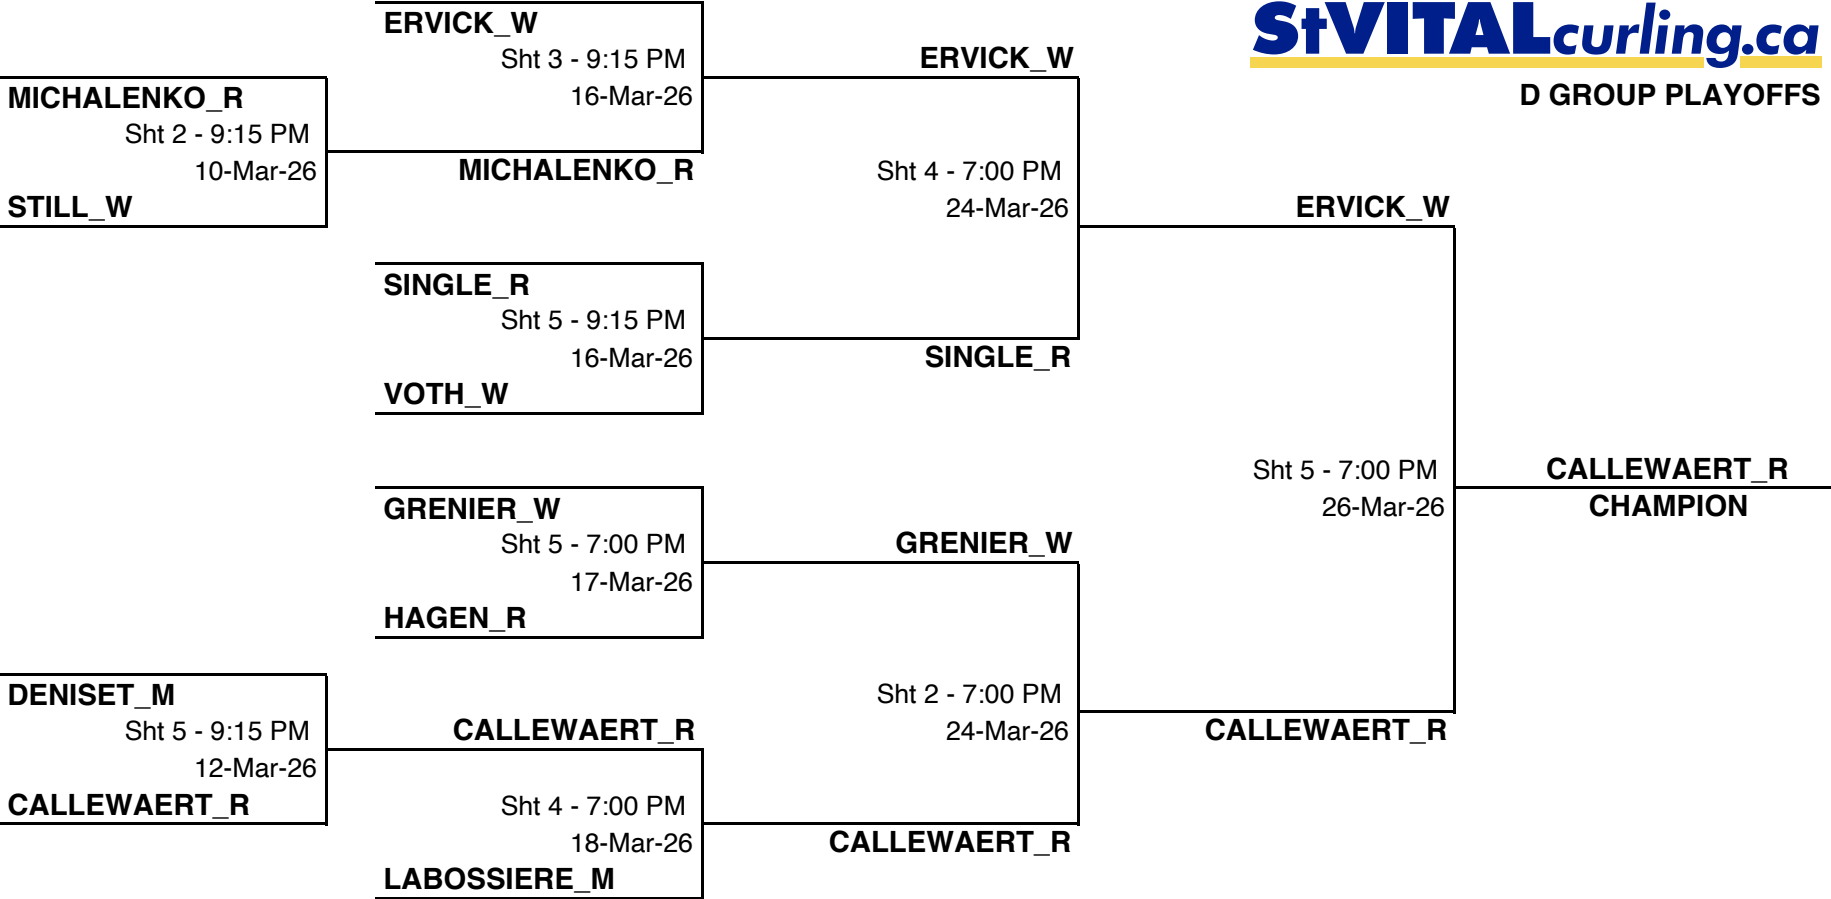 StVITALcurling.ca
D GROUP PLAYOFFS
ERVICK_W
Sht 3 - 9:15 PM
16-Mar-26
ERVICK_W
MICHALENKO_R
Sht 2 - 9:15 PM
10-Mar-26
STILL_W
MICHALENKO_R
Sht 4 - 7:00 PM
24-Mar-26
ERVICK_W
SINGLE_R
Sht 5 - 9:15 PM
16-Mar-26
VOTH_W
SINGLE_R
Sht 5 - 7:00 PM
26-Mar-26
CALLEWAERT_R
CHAMPION
GRENIER_W
Sht 5 - 7:00 PM
17-Mar-26
HAGEN_R
GRENIER_W
DENISET_M
Sht 5 - 9:15 PM
12-Mar-26
CALLEWAERT_R
CALLEWAERT_R
Sht 2 - 7:00 PM
24-Mar-26
CALLEWAERT_R
Sht 4 - 7:00 PM
18-Mar-26
LABOSSIERE_M
CALLEWAERT_R